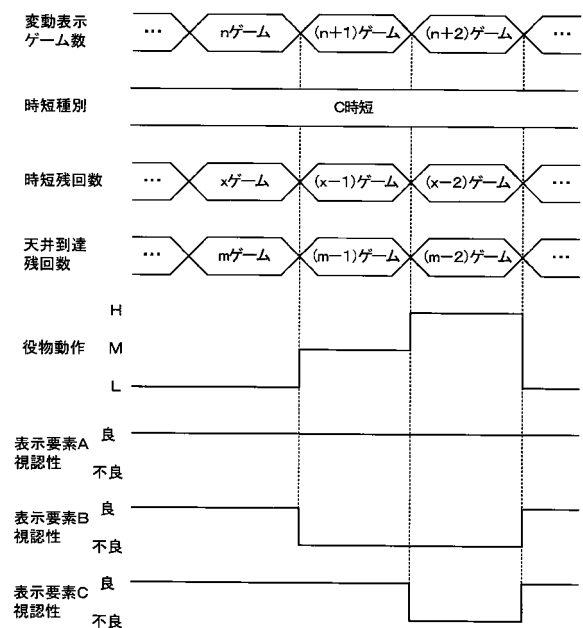 変動表示
ゲーム数
… nゲーム (n+1)ゲーム (n+2)ゲーム …
時短種別
C時短
時短残回数
… xゲーム (x−1)ゲーム (x−2)ゲーム …
天井到達
残回数
… mゲーム (m−1)ゲーム (m−2)ゲーム …
H
役物動作 M
L
表示要素A 良
視認性
不良
表示要素B 良
視認性
不良
表示要素C 良
視認性
不良